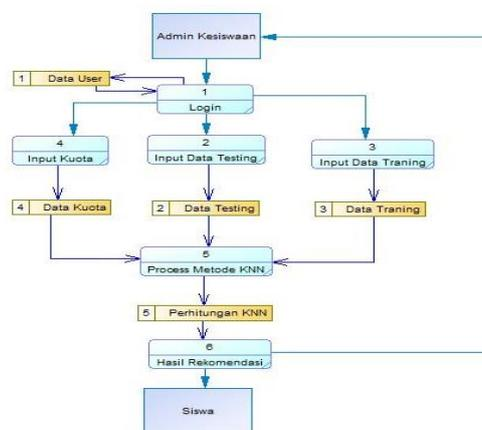 Admin Kesiswaan
1 Data User
1
Login
4
Input Kuota
2
Input Data Testing
3
Input Data Traning
4 Data Kuota
2 Data Testing
3 Data Traning
5
Process Metode KNN
5 Perhitungan KNN
6
Hasil Rekomendasi
Siswa